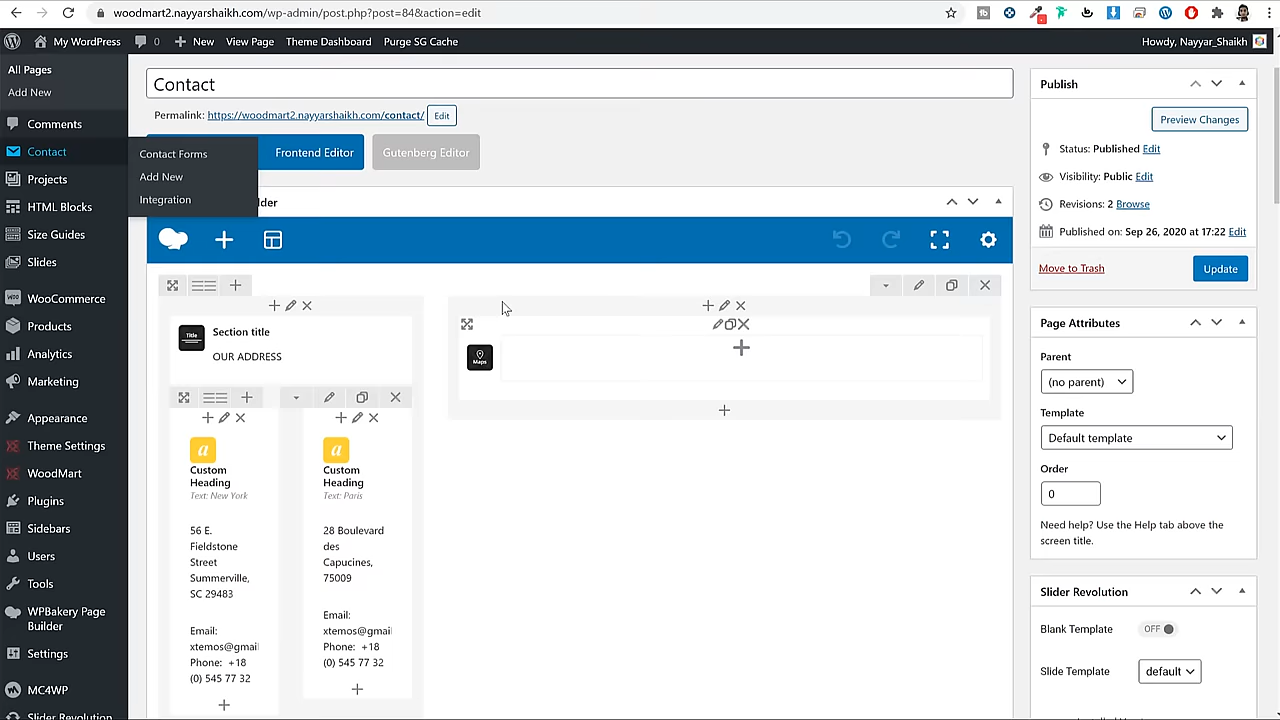 woodmart2.nayyarshaikh.com/wp-admin/post.php?post=84&action=edit
My WordPress
0
New
View Page
Theme Dashboard
Purge SG Cache
Howdy, Nayyar_Shaikh
All Pages
Add New
Comments
Contact
Projects
HTML Blocks
Size Guides
Slides
WooCommerce
Products
Analytics
Marketing
Appearance
Theme Settings
WoodMart
Plugins
Sidebars
Users
Tools
WPBakery Page
Builder
Settings
MC4WP
Slider Revolution
Contact Forms
Add New
Integration
Contact
Permalink: https://woodmart2.nayyarshaikh.com/contact/
Edit
Frontend Editor
Gutenberg Editor
lder
Title
Section title
OUR ADDRESS
Maps
a
Custom
Heading
Text: New York
56 E.
Fieldstone
Street
Summerville,
SC 29483
Email:
xtemos@gmai
Phone: +18
(0) 545 77 32
a
Custom
Heading
Text: Paris
28 Boulevard
des
Capucines,
75009
Email:
xtemos@gmai
Phone: +18
(0) 545 77 32
Publish
Preview Changes
Status: Published Edit
Visibility: Public Edit
Revisions: 2 Browse
Published on: Sep 26, 2020 at 17:22 Edit
Move to Trash
Update
Page Attributes
Parent
(no parent)
Template
Default template
Order
0
Need help? Use the Help tab above the
screen title.
Slider Revolution
Blank Template
OFF
Slide Template
default